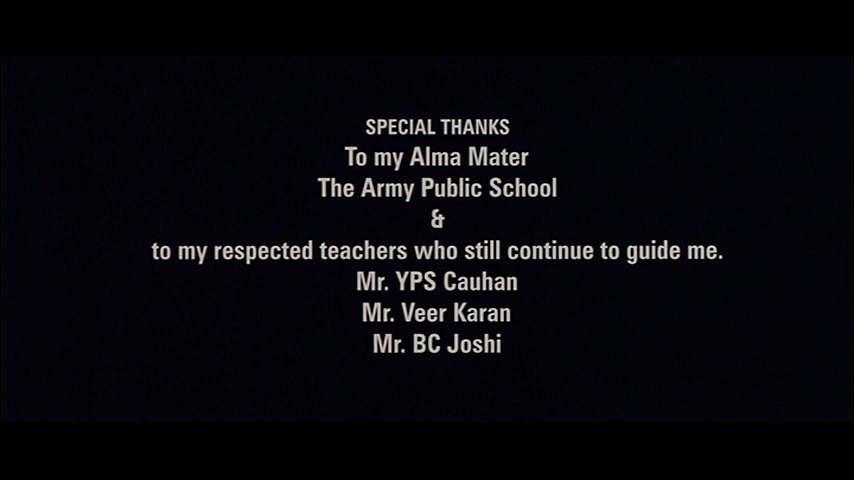 SPECIAL THANKS
To my Alma Mater
The Army Public School
&
to my respected teachers who still continue to guide me.
Mr. YPS Cauhan
Mr. Veer Karan
Mr. BC Joshi